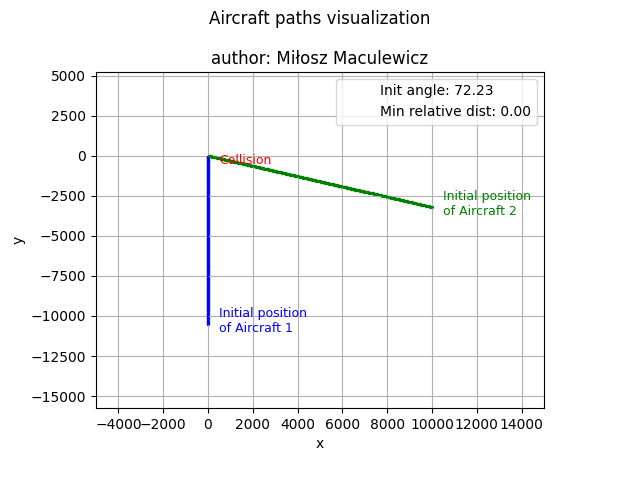 Aircraft paths visualization
author: Miłosz Maculewicz
Init angle: 72.23
Min relative dist: 0.00
5000
2500
0
−2500
−5000
−7500
−10000
−12500
−15000
y
Collision
Initial position
of Aircraft 2
Initial position
of Aircraft 1
−4000 −2000 0 2000 4000 6000 8000 10000 12000 14000
x